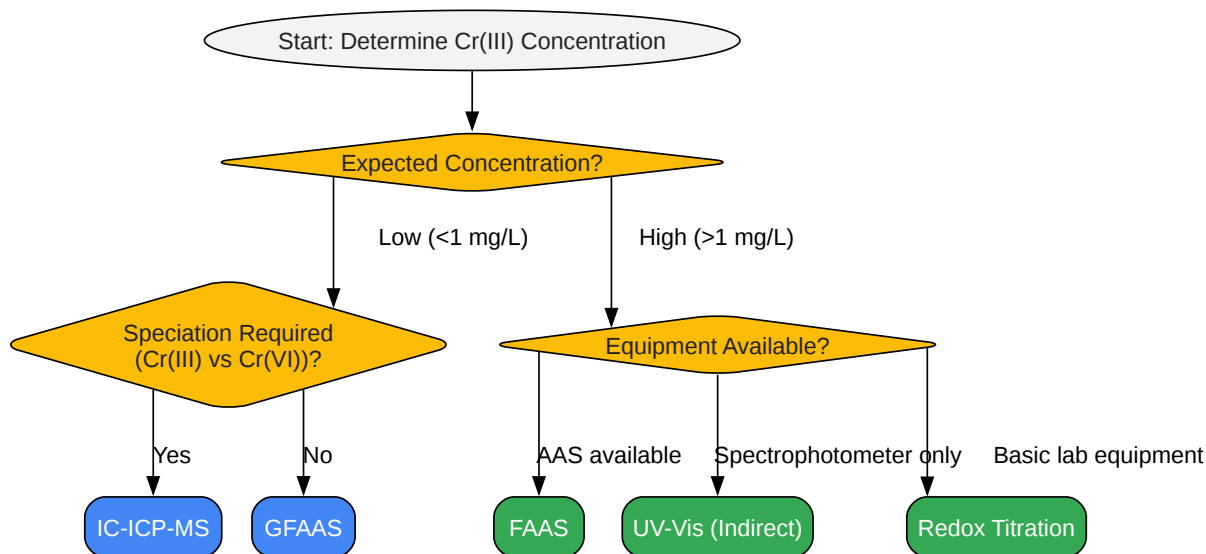 Start: Determine Cr(III) Concentration
Expected Concentration?
Low (<1 mg/L)
High (>1 mg/L)
Speciation Required
(Cr(III) vs Cr(VI))?
Equipment Available?
Yes
No
AAS available
Spectrophotometer only
Basic lab equipment
IC-ICP-MS
GFAAS
FAAS
UV-Vis (Indirect)
Redox Titration